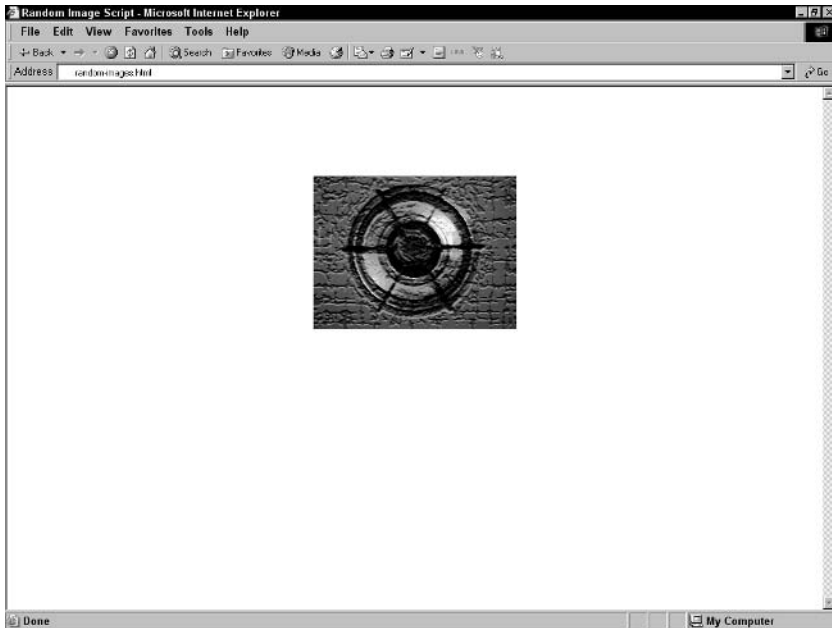 Random Image Script - Microsoft Internet Explorer
File Edit View Favorites Tools Help
Back Search Favorites Media
Address random-images.html Go
Done My Computer